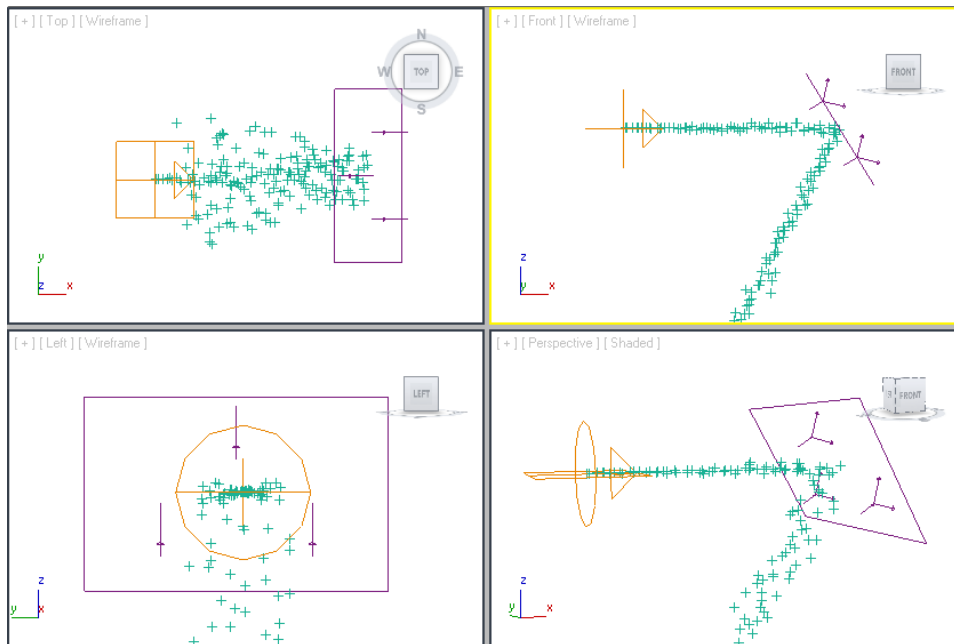 [ + ] [ Top ] [ Wireframe ]
N
W TOP E
S
y
z x
[ + ] [ Front ] [ Wireframe ]
FRONT
z
y x
[ + ] [ Left ] [ Wireframe ]
LEFT
z
y x
[ + ] [ Perspective ] [ Shaded ]
FRONT
z
y x